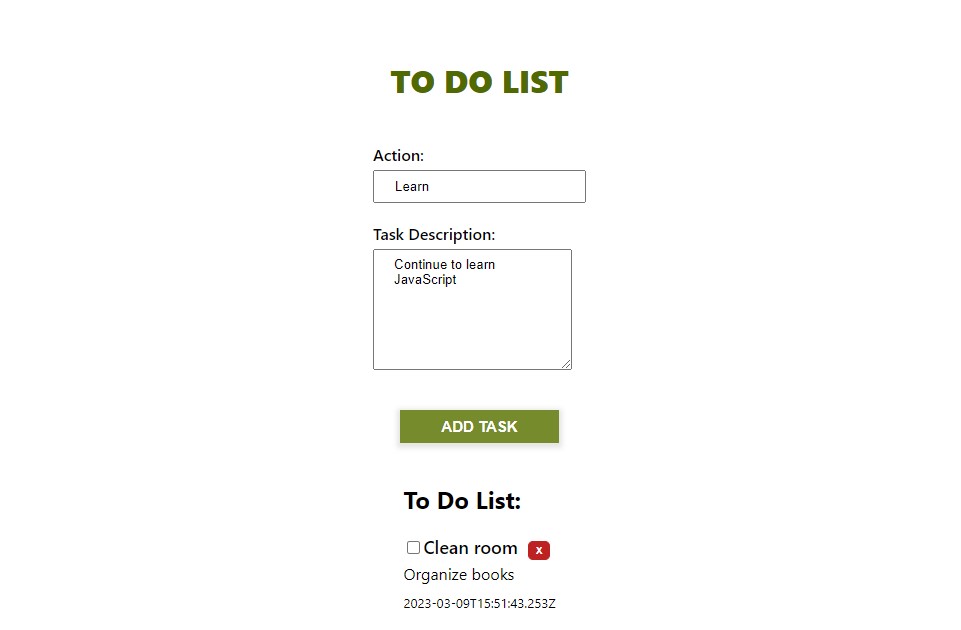 TO DO LIST
Action:
Learn
Task Description:
Continue to learn
JavaScript
ADD TASK
To Do List:
Clean room x
Organize books
2023-03-09T15:51:43.253Z